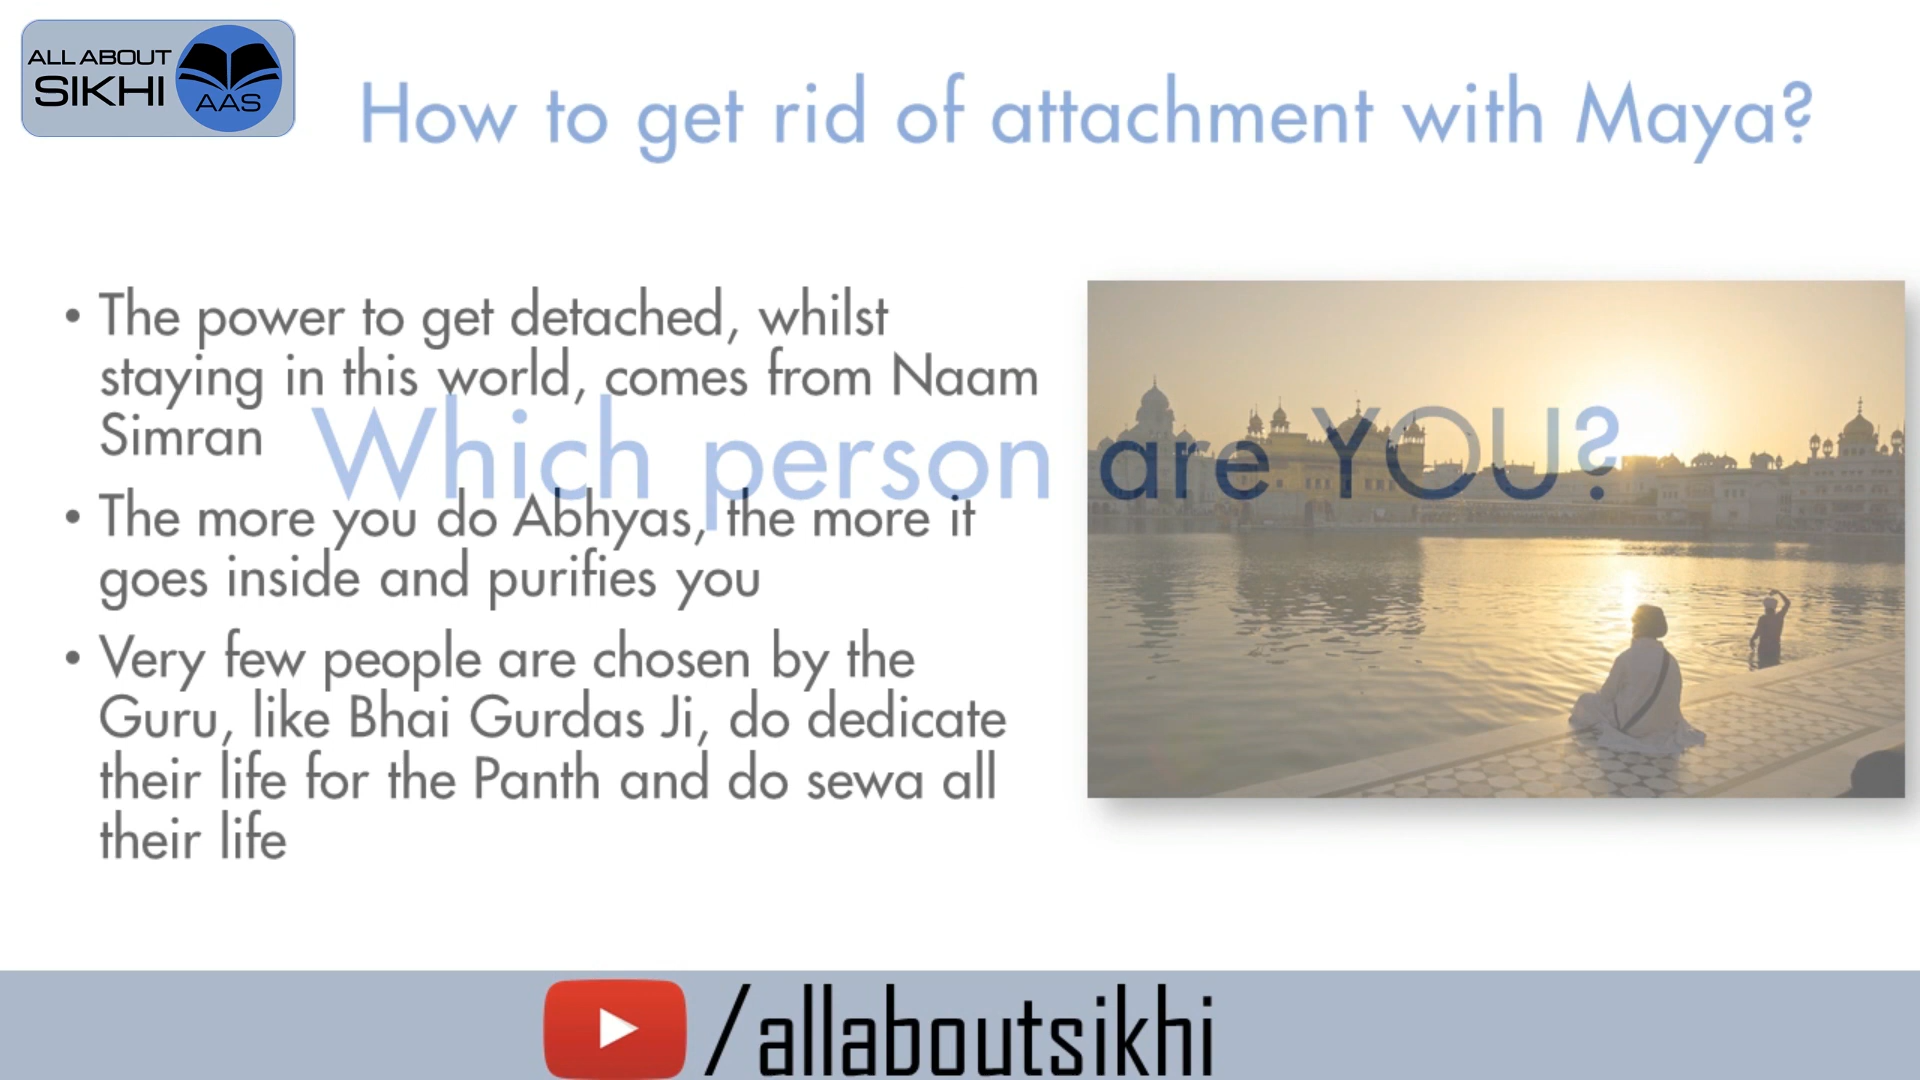 ALL ABOUT
SIKHI
AAS
How to get rid of attachment with Maya?
• The power to get detached, whilst
staying in this world, comes from Naam
Simran
Which person are YOU?
• The more you do Abhyas, the more it
goes inside and purifies you
• Very few people are chosen by the
Guru, like Bhai Gurdas Ji, do dedicate
their life for the Panth and do sewa all
their life
/allaboutsikhi